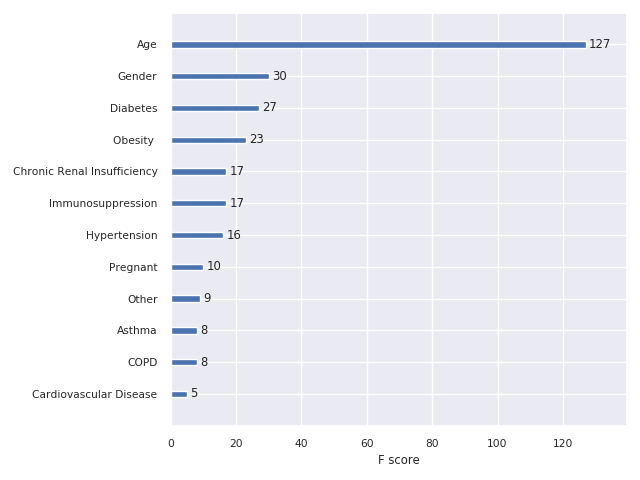 Age 127
Gender 30
Diabetes 27
Obesity 23
Chronic Renal Insufficiency 17
Immunosuppression 17
Hypertension 16
Pregnant 10
Other 9
Asthma 8
COPD 8
Cardiovascular Disease 5
0 20 40 60 80 100 120
F score